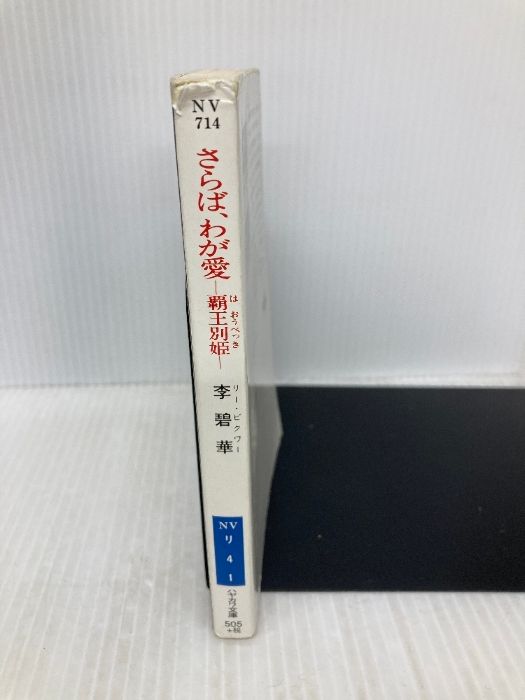 NV
714
さらば、わが愛
―覇王別姫―
はおうべっき
李碧華
リー・ピクワー
NV
リ 4 1
ハヤカワ文庫
505
+税